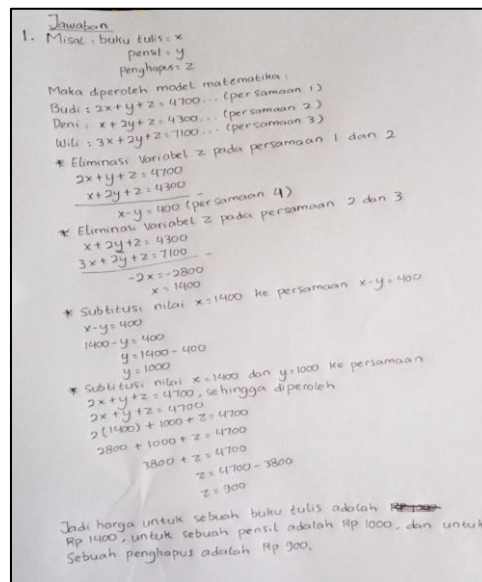 Jawaban
1. Misal : buku tulis = x
pensil = y
penghapus = z
Maka diperoleh model matematika :
Budi : 2x + y + z = 4700 ... (persamaan 1)
Deni : x + 2y + z = 4300 ... (persamaan 2)
Wili : 3x + 2y + z = 7100 ... (persamaan 3)
* Eliminasi Variabel z pada persamaan 1 dan 2
2x + y + z = 4700
x + 2y + z = 4300 -
x - y = 400 (persamaan 4)
* Eliminasi Variabel z pada persamaan 2 dan 3
x + 2y + z = 4300
3x + 2y + z = 7100 -
-2x = -2800
x = 1400
* Subtitusi nilai x = 1400 ke persamaan x - y = 400
x - y = 400
1400 - y = 400
y = 1400 - 400
y = 1000
* Subtitusi nilai x = 1400 dan y = 1000 ke persamaan
2x + y + z = 4700, sehingga diperoleh
2x + y + z = 4700
2(1400) + 1000 + z = 4700
2800 + 1000 + z = 4700
3800 + z = 4700
z = 4700 - 3800
z = 900
Jadi harga untuk sebuah buku tulis adalah
Rp 1400, untuk sebuah pensil adalah Rp 1000, dan untuk
Sebuah penghapus adalah Rp 900.